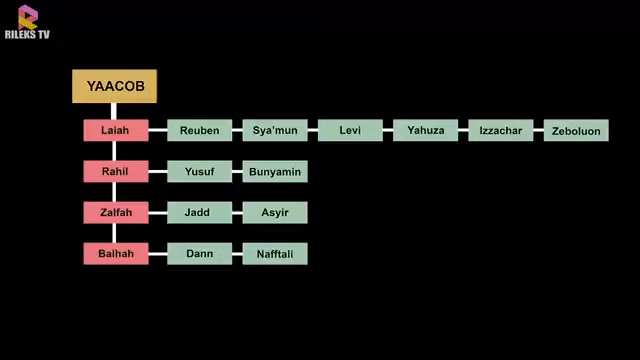 RILEKS TV
YAACOB
Laiah Reuben Sya'mun Levi Yahuza Izzachar Zeboluon
Rahil Yusuf Bunyamin
Zalfah Jadd Asyir
Balhah Dann Nafftali